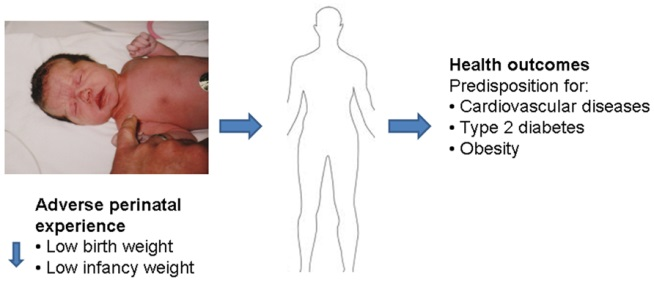 Adverse perinatal
experience
• Low birth weight
• Low infancy weight
Health outcomes
Predisposition for:
• Cardiovascular diseases
• Type 2 diabetes
• Obesity